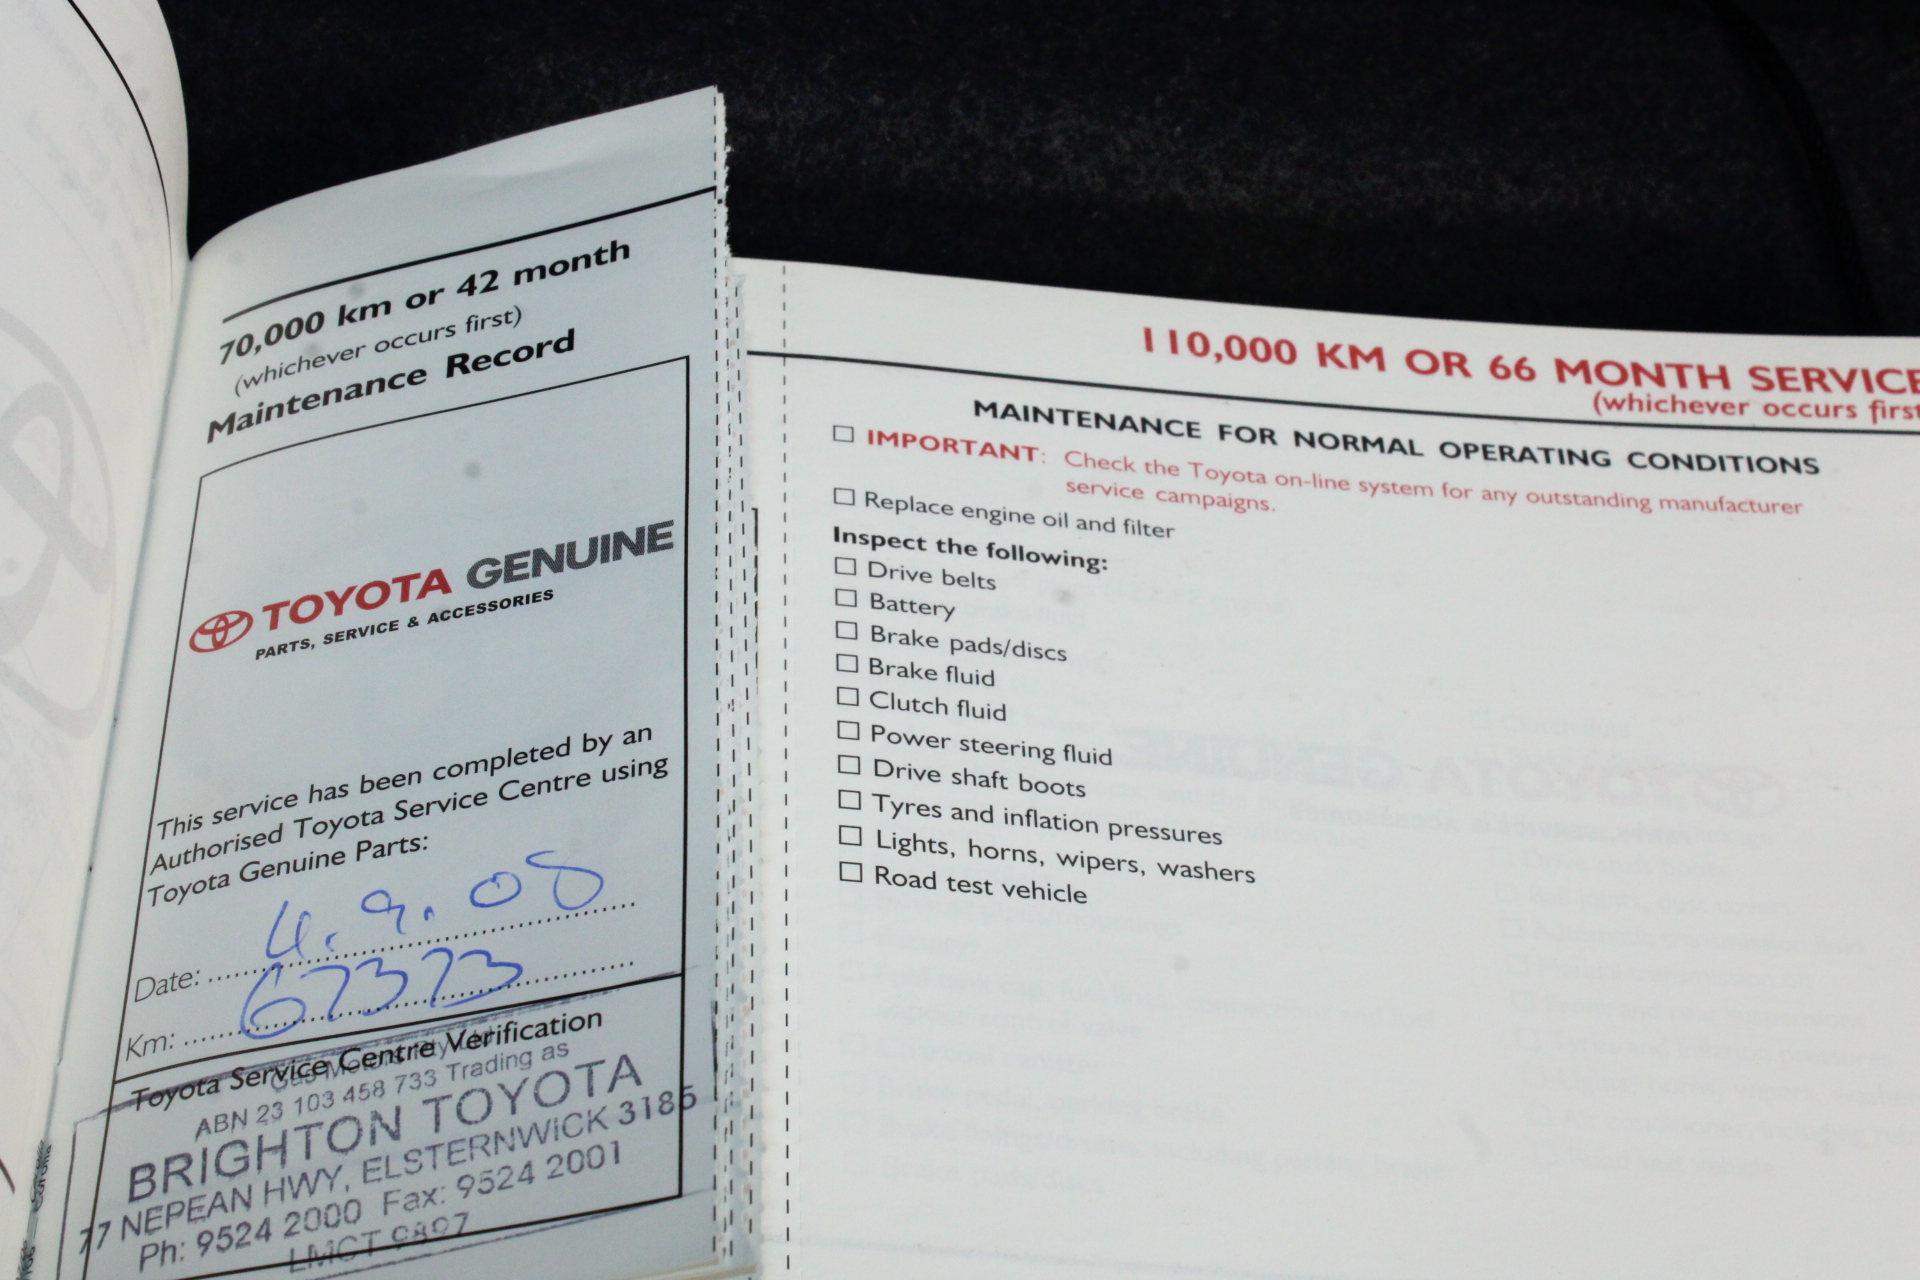 70,000 km or 42 month
(whichever occurs first)
Maintenance Record
TOYOTA GENUINE
PARTS, SERVICE & ACCESSORIES
This service has been completed by an
Authorised Toyota Service Centre using
Toyota Genuine Parts:
Date: 4.9.08
Km: 67373
Toyota Service Centre Verification
Motors Pty Ltd
ABN 23 103 458 733 Trading as
BRIGHTON TOYOTA
77 NEPEAN HWY, ELSTERNWICK 3185
Ph: 9524 2000 Fax: 9524 2001
LMCT 9897
110,000 KM OR 66 MONTH SERVICE
(whichever occurs first
MAINTENANCE FOR NORMAL OPERATING CONDITIONS
IMPORTANT: Check the Toyota on-line system for any outstanding manufacturer
service campaigns.
Replace engine oil and filter
Inspect the following:
Drive belts
Battery
Brake pads/discs
Brake fluid
Clutch fluid
Power steering fluid
Drive shaft boots
Tyres and inflation pressures
Lights, horns, wipers, washers
Road test vehicle